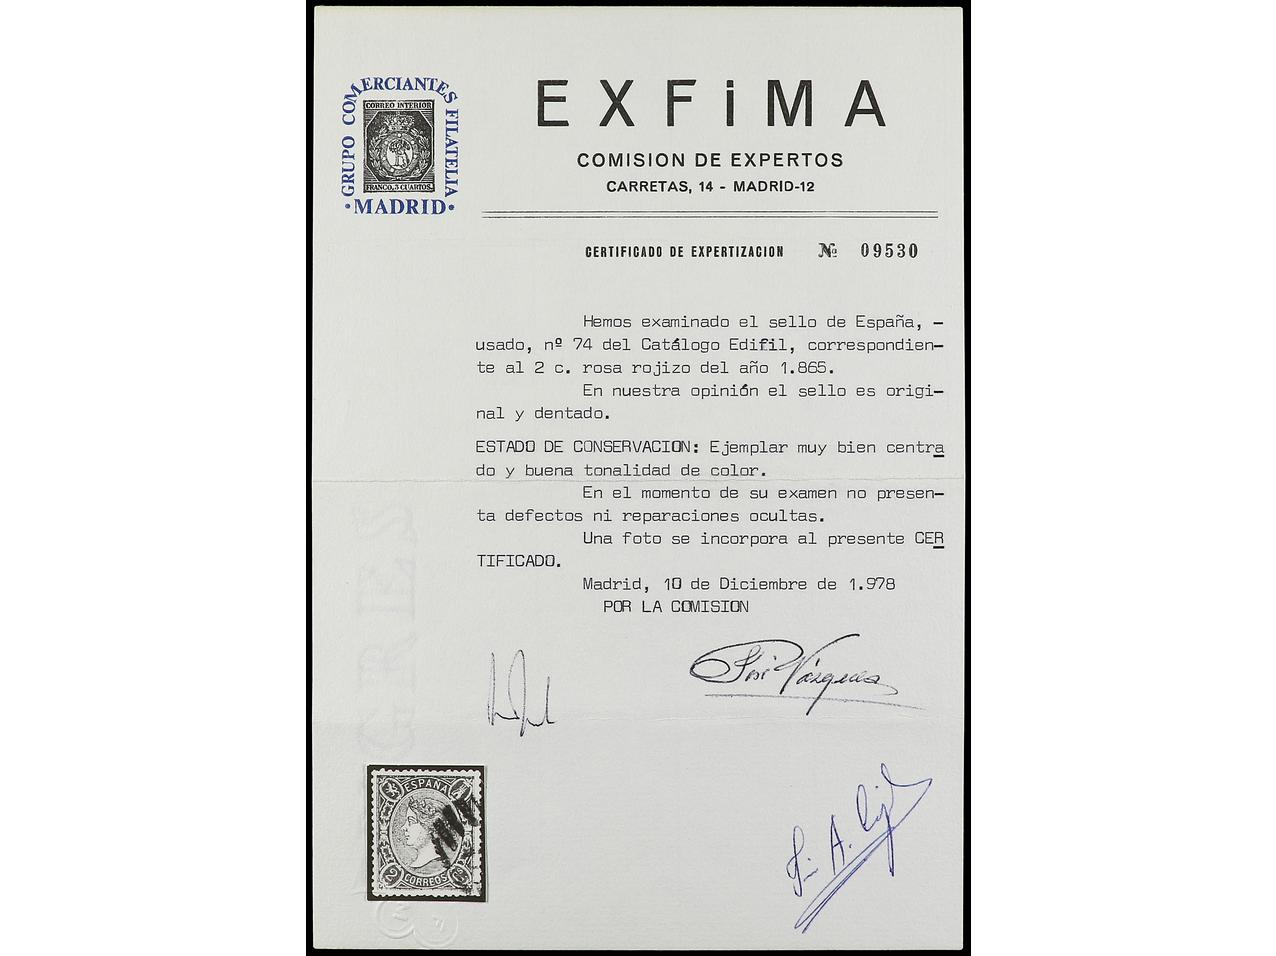 GRUPO COMERCIANTES FILATELIA
• MADRID •
CORREO INTERIOR
FRANCO, 3 CUARTOS.
EXFiMA
COMISION DE EXPERTOS
CARRETAS, 14 - MADRID-12
CERTIFICADO DE EXPERTIZACION Nº 09530
Hemos examinado el sello de España, -
usado, nº 74 del Catálogo Edifil, correspondien-
te al 2 c. rosa rojizo del año 1.865.
En nuestra opinión el sello es origi-
nal y dentado.
ESTADO DE CONSERVACION: Ejemplar muy bien centra
do y buena tonalidad de color.
En el momento de su examen no presen-
ta defectos ni reparaciones ocultas.
Una foto se incorpora al presente CER
TIFICADO.
Madrid, 10 de Diciembre de 1.978
POR LA COMISION
José Vázquez
ESPAÑA
2
CORREOS